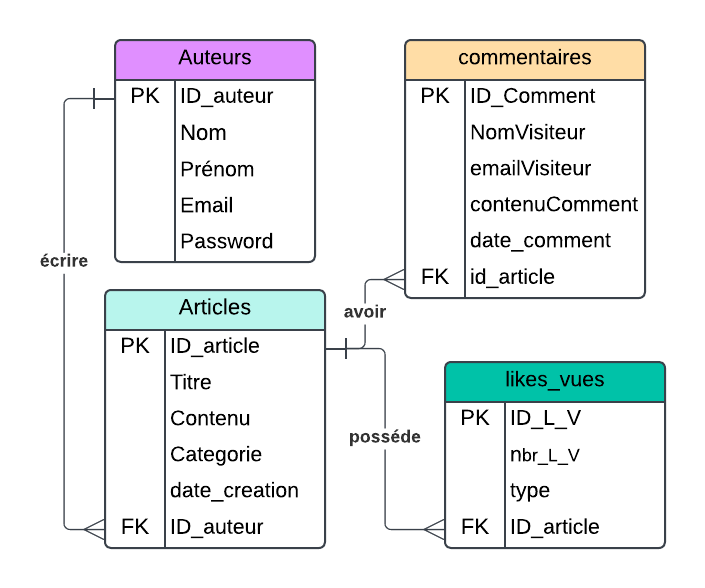 Auteurs
PK ID_auteur
Nom
Prénom
Email
Password
commentaires
PK ID_Comment
NomVisiteur
emailVisiteur
contenuComment
date_comment
FK id_article
écrire
avoir
Articles
PK ID_article
Titre
Contenu
Categorie
date_creation
FK ID_auteur
posséde
likes_vues
PK ID_L_V
nbr_L_V
type
FK ID_article